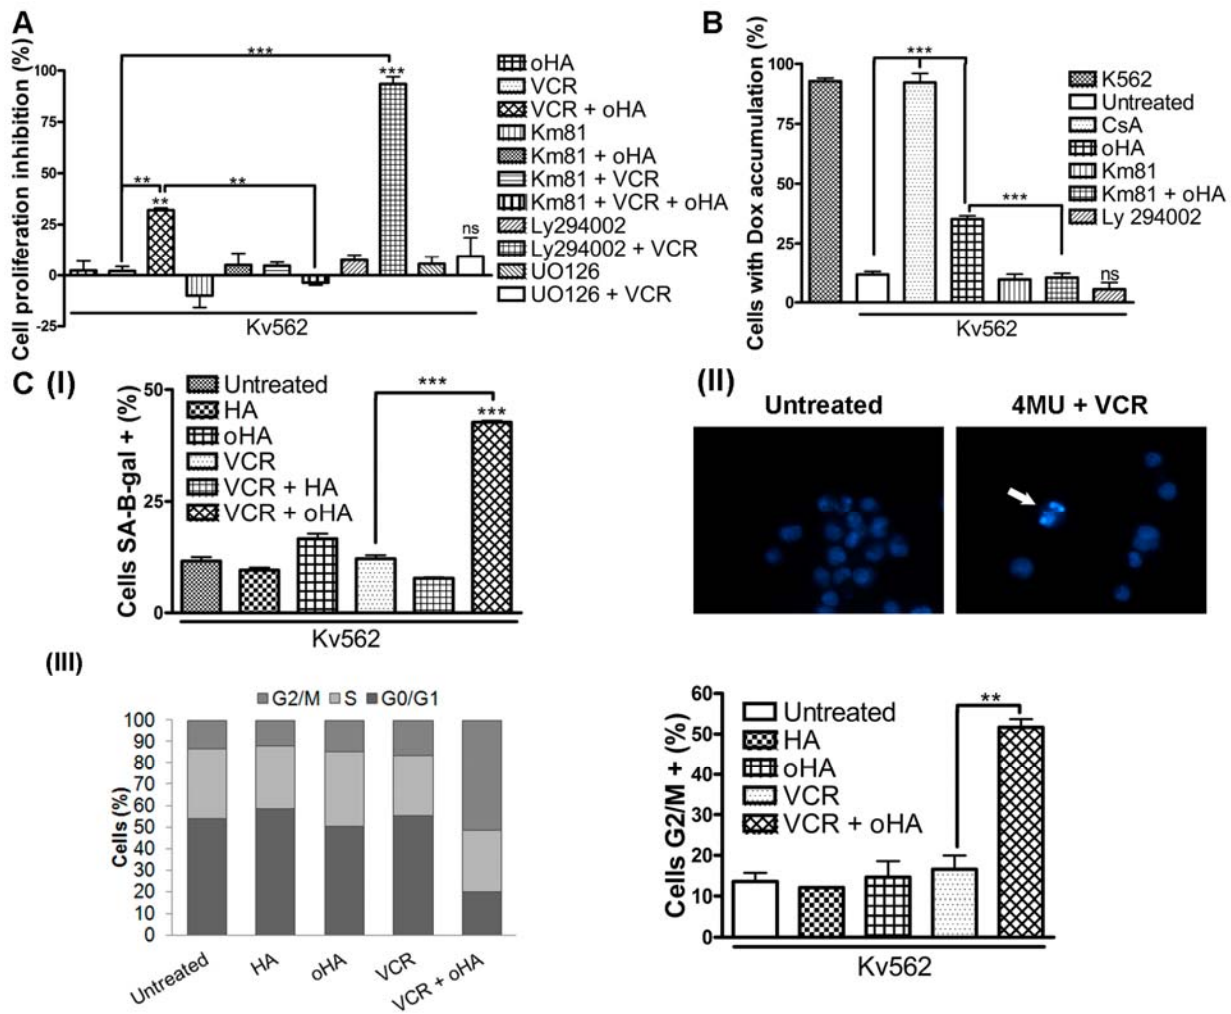 A
Cell proliferation inhibition (%)
100
75
50
25
0
-25
***
***
**
**
**
ns
Kv562
oHA
VCR
VCR + oHA
Km81
Km81 + oHA
Km81 + VCR
Km81 + VCR + oHA
Ly294002
Ly294002 + VCR
UO126
UO126 + VCR
B
Cells with Dox accumulation (%)
100
75
50
25
0
***
***
ns
Kv562
K562
Untreated
CsA
oHA
Km81
Km81 + oHA
Ly 294002
C (I)
Cells SA-B-gal + (%)
50
25
0
Untreated
HA
oHA
VCR
VCR + HA
VCR + oHA
***
***
Kv562
(II)
Untreated
4MU + VCR
(III)
G2/M S G0/G1
Cells (%)
100
90
80
70
60
50
40
30
20
10
0
Untreated
HA
oHA
VCR
VCR + oHA
Cells G2/M + (%)
60
50
40
30
20
10
0
Untreated
HA
oHA
VCR
VCR + oHA
**
Kv562